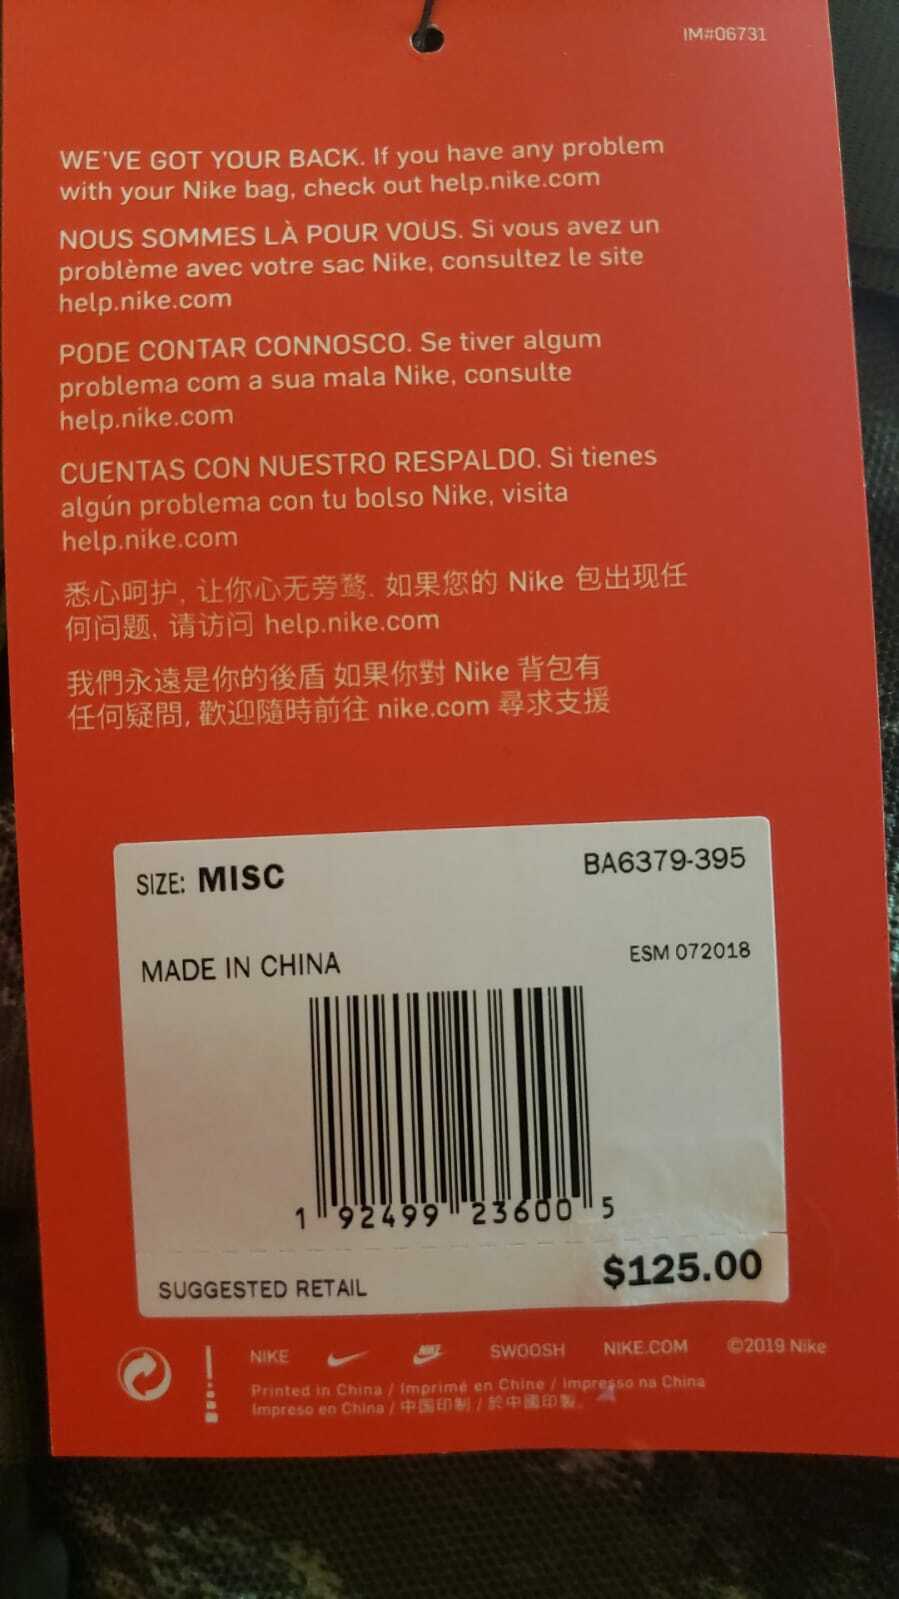 IM#06731
WE'VE GOT YOUR BACK. If you have any problem
with your Nike bag, check out help.nike.com
NOUS SOMMES LÀ POUR VOUS. Si vous avez un
problème avec votre sac Nike, consultez le site
help.nike.com
PODE CONTAR CONNOSCO. Se tiver algum
problema com a sua mala Nike, consulte
help.nike.com
CUENTAS CON NUESTRO RESPALDO. Si tienes
algún problema con tu bolso Nike, visita
help.nike.com
悉心呵护, 让你心无旁骛. 如果您的 Nike 包出现任
何问题, 请访问 help.nike.com
我們永遠是你的後盾 如果你對 Nike 背包有
任何疑問, 歡迎隨時前往 nike.com 尋求支援
SIZE: MISC BA6379-395
MADE IN CHINA ESM 072018
1 92499 23600 5
SUGGESTED RETAIL $125.00
NIKE NIKE SWOOSH NIKE.COM ©2019 Nike
Printed in China / Imprimé en Chine / Impresso na China
Impreso en China / 中国印制 / 於中國印製。